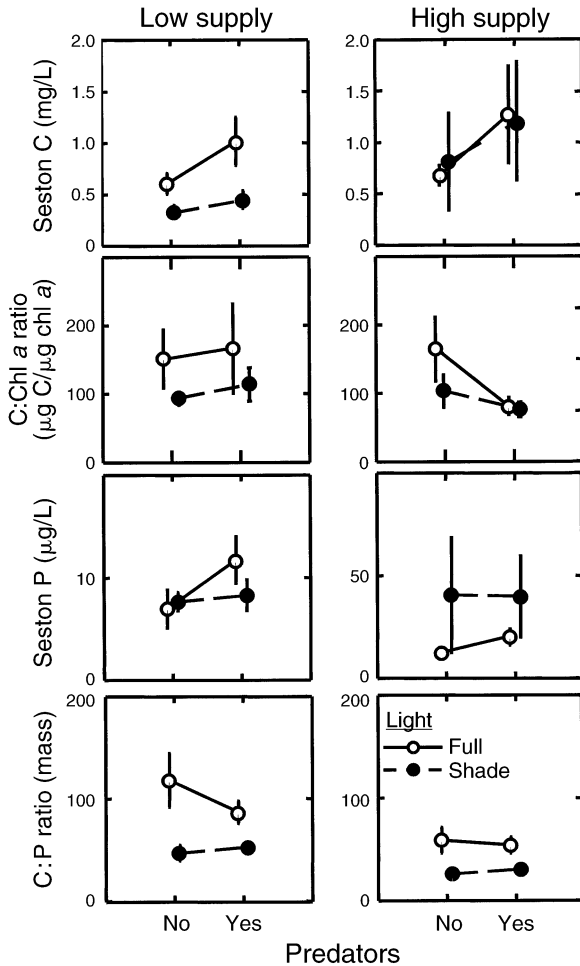 Low supply
High supply
Seston C (mg/L)
2.0
1.5
1.0
0.5
0
2.0
1.5
1.0
0.5
0
C:Chl a ratio
(µg C/µg chl a)
200
100
0
200
100
0
Seston P (µg/L)
10
0
50
0
C:P ratio (mass)
200
100
0
200
100
0
Light
Full
Shade
No
Yes
No
Yes
Predators